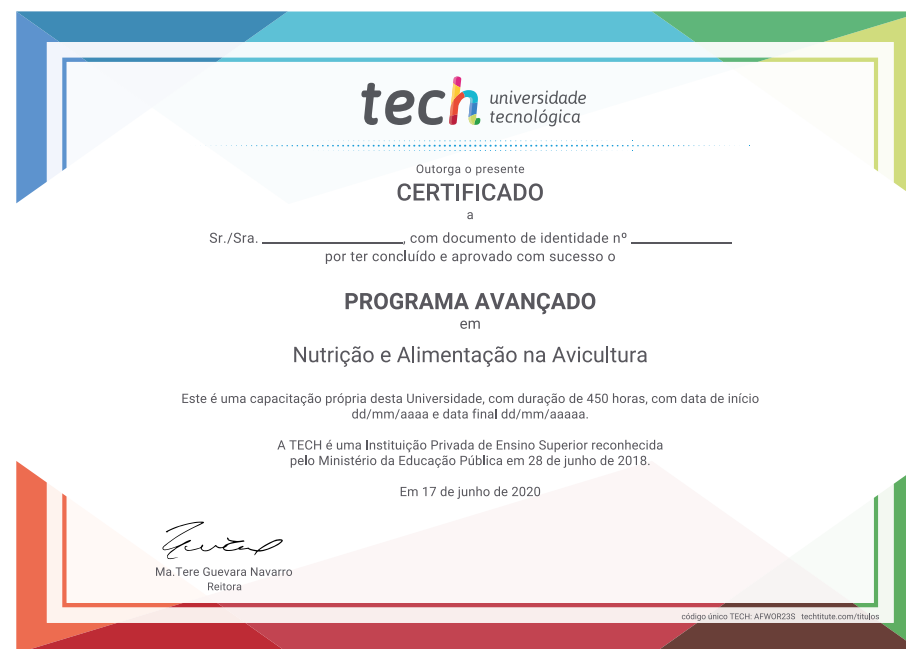 tech universidade
tecnológica
Outorga o presente
CERTIFICADO
a
Sr./Sra. ________________, com documento de identidade nº ____________
por ter concluído e aprovado com sucesso o
PROGRAMA AVANÇADO
em
Nutrição e Alimentação na Avicultura
Este é uma capacitação própria desta Universidade, com duração de 450 horas, com data de início
dd/mm/aaaa e data final dd/mm/aaaaa.
A TECH é uma Instituição Privada de Ensino Superior reconhecida
pelo Ministério da Educação Pública em 28 de junho de 2018.
Em 17 de junho de 2020
Ma.Tere Guevara Navarro
Reitora
código único TECH: AFWOR23S techtitute.com/titulos